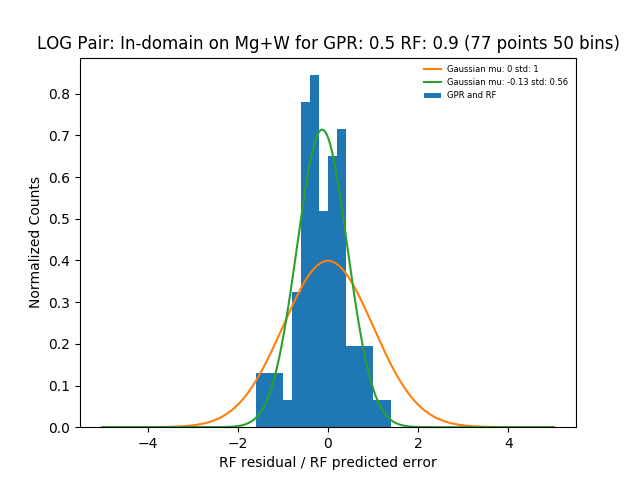 LOG Pair: In-domain on Mg+W for GPR: 0.5 RF: 0.9 (77 points 50 bins)
Gaussian mu: 0 std: 1
Gaussian mu: -0.13 std: 0.56
GPR and RF
Normalized Counts
0.8
0.7
0.6
0.5
0.4
0.3
0.2
0.1
0.0
−4
−2
0
2
4
RF residual / RF predicted error